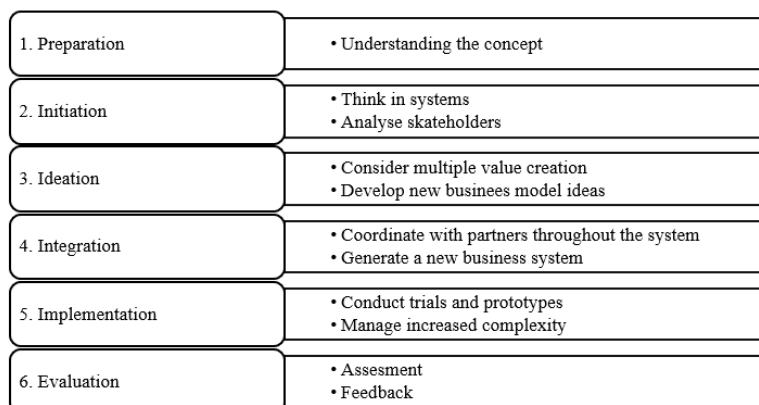 1. Preparation
• Understanding the concept
2. Initiation
• Think in systems
• Analyse skateholders
3. Ideation
• Consider multiple value creation
• Develop new businees model ideas
4. Integration
• Coordinate with partners throughout the system
• Generate a new business system
5. Implementation
• Conduct trials and prototypes
• Manage increased complexity
6. Evaluation
• Assesment
• Feedback